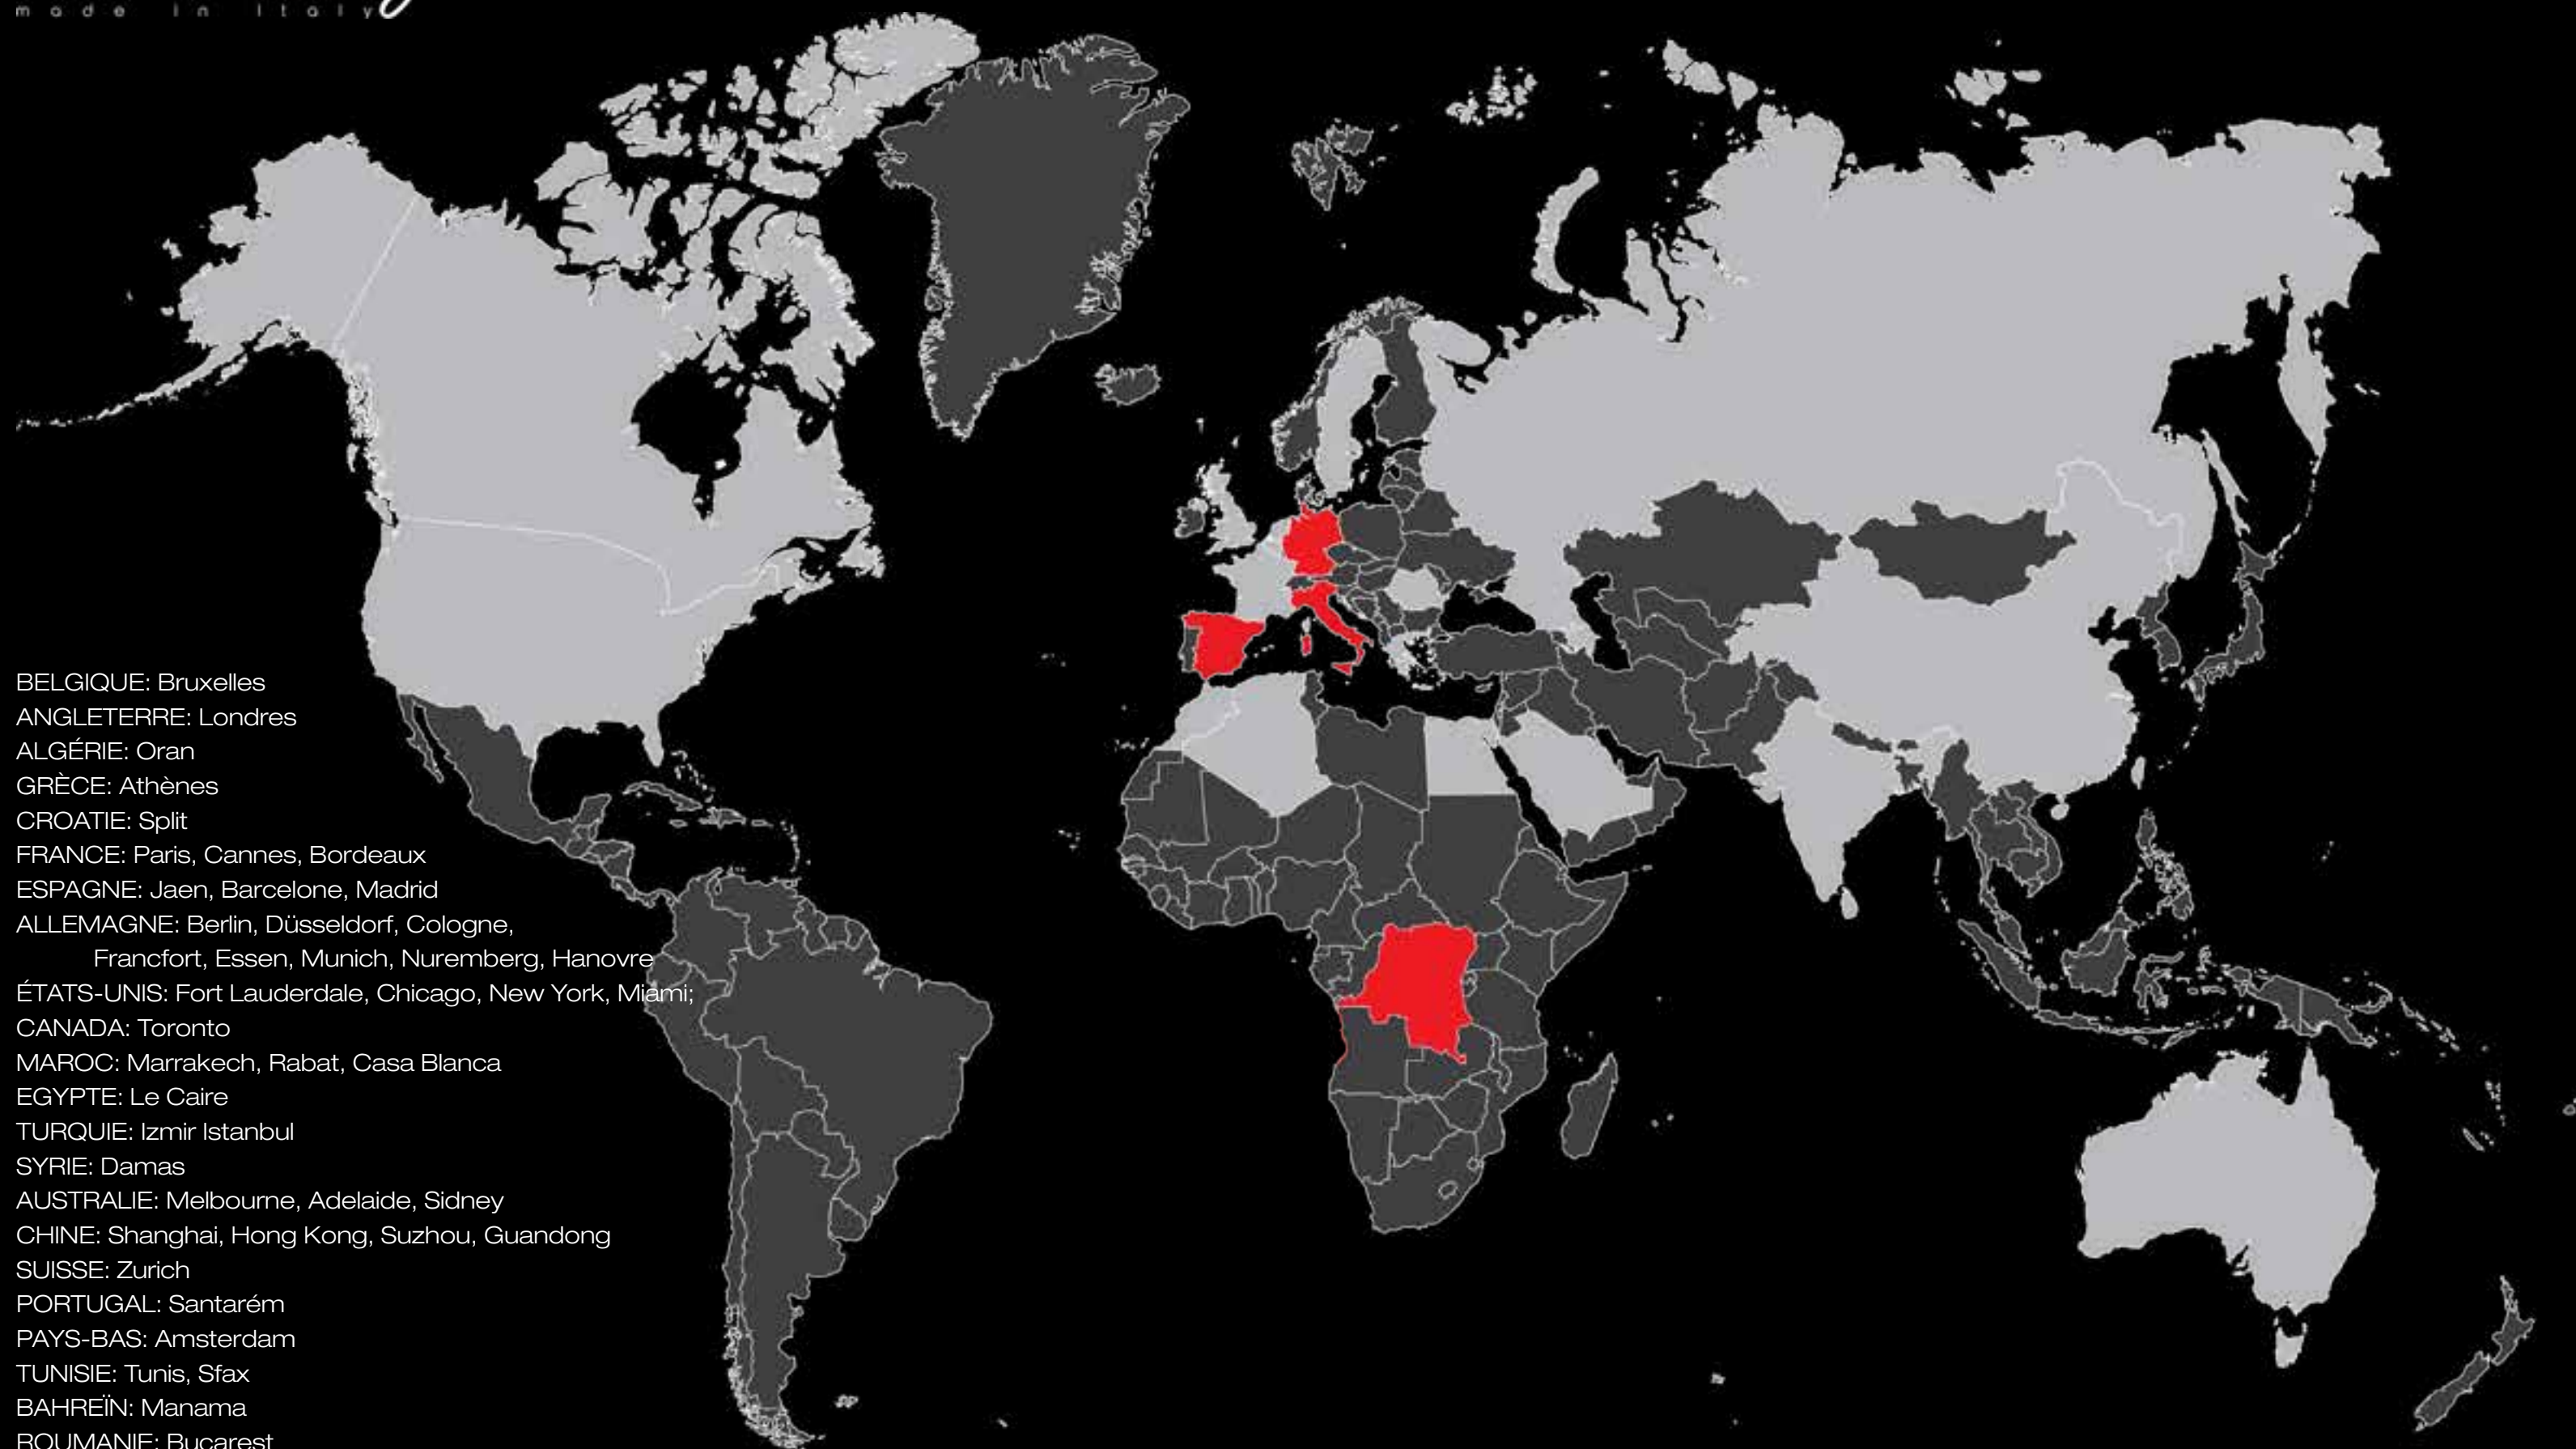 made in Italy
BELGIQUE: Bruxelles
ANGLETERRE: Londres
ALGÉRIE: Oran
GRÈCE: Athènes
CROATIE: Split
FRANCE: Paris, Cannes, Bordeaux
ESPAGNE: Jaen, Barcelone, Madrid
ALLEMAGNE: Berlin, Düsseldorf, Cologne,
Francfort, Essen, Munich, Nuremberg, Hanovre
ÉTATS-UNIS: Fort Lauderdale, Chicago, New York, Miami;
CANADA: Toronto
MAROC: Marrakech, Rabat, Casa Blanca
EGYPTE: Le Caire
TURQUIE: Izmir Istanbul
SYRIE: Damas
AUSTRALIE: Melbourne, Adelaide, Sidney
CHINE: Shanghai, Hong Kong, Suzhou, Guandong
SUISSE: Zurich
PORTUGAL: Santarém
PAYS-BAS: Amsterdam
TUNISIE: Tunis, Sfax
BAHREÏN: Manama
ROUMANIE: Bucarest